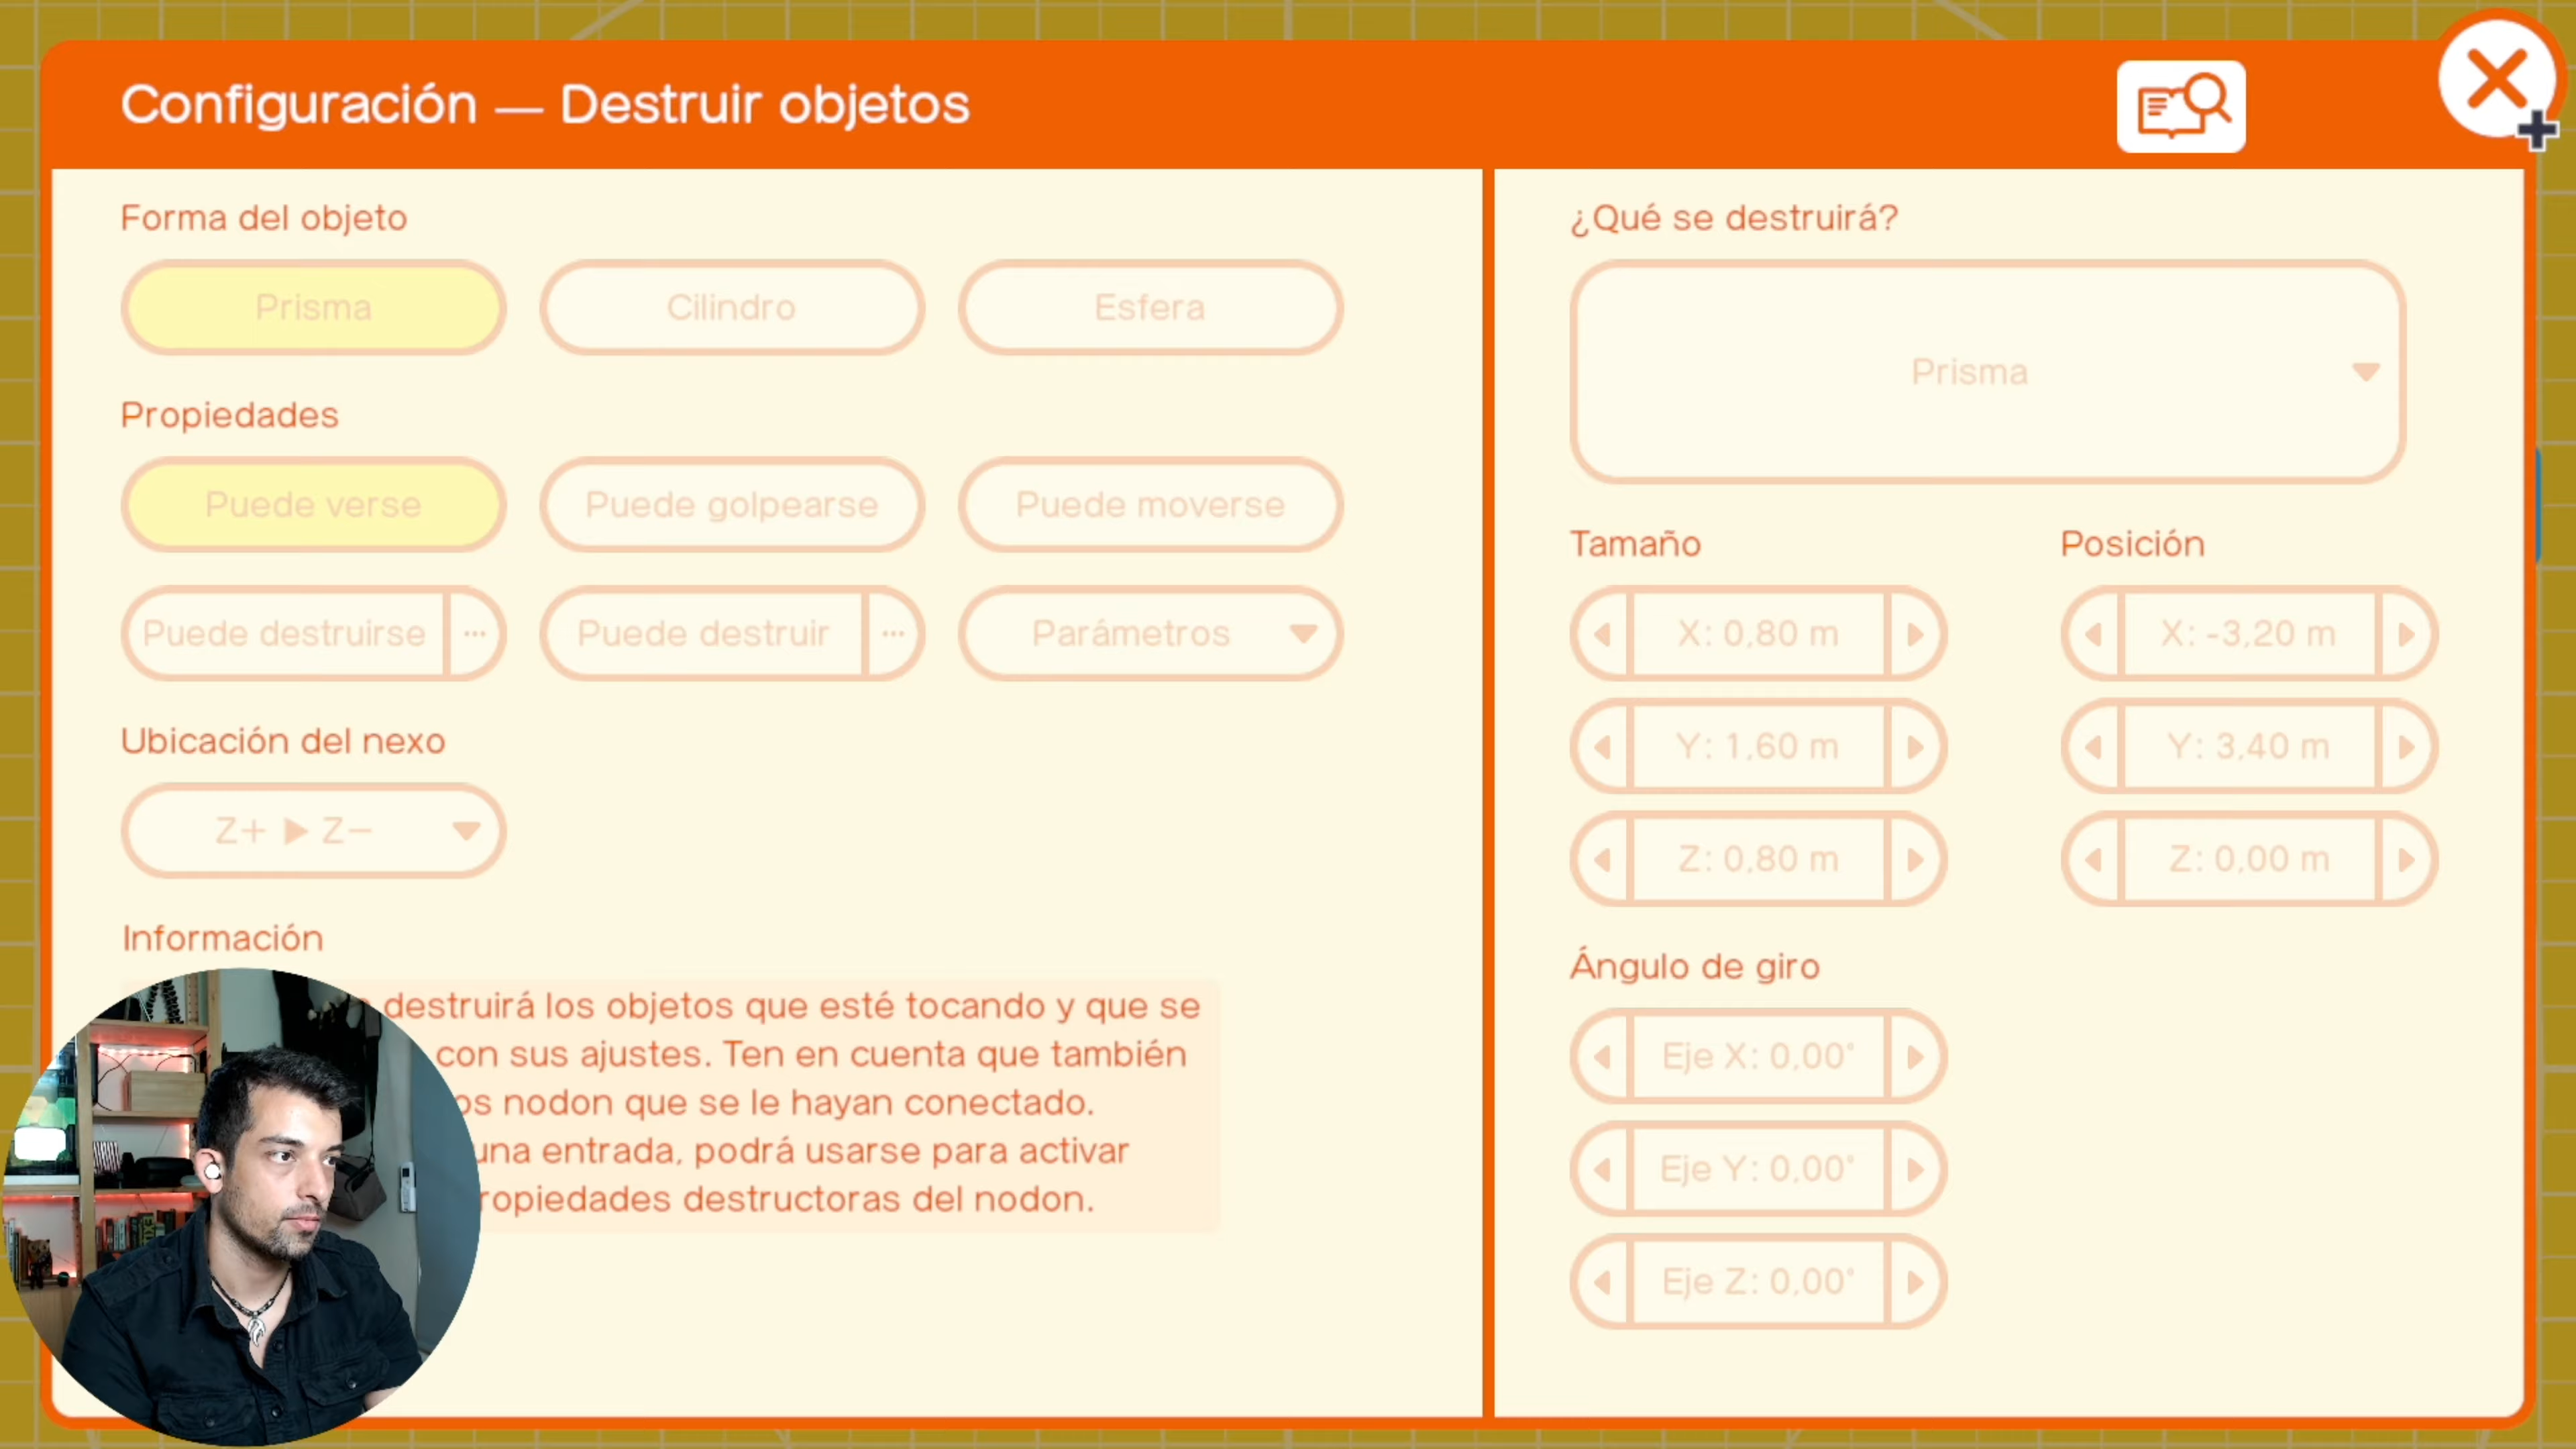 Configuración — Destruir objetos
Forma del objeto
Prisma
Cilindro
Esfera
Propiedades
Puede verse
Puede golpearse
Puede moverse
Puede destruirse ...
Puede destruir ...
Parámetros
Ubicación del nexo
Z+ ▶ Z−
Información
destruirá los objetos que esté tocando y que se
con sus ajustes. Ten en cuenta que también
nodon que se le hayan conectado.
una entrada, podrá usarse para activar
destructoras del nodon.
¿Qué se destruirá?
Prisma
Tamaño
X: 0,80 m
Y: 1,60 m
Z: 0,80 m
Posición
X: -3,20 m
Y: 3,40 m
Z: 0,00 m
Ángulo de giro
Eje X: 0,00°
Eje Y: 0,00°
Eje Z: 0,00°